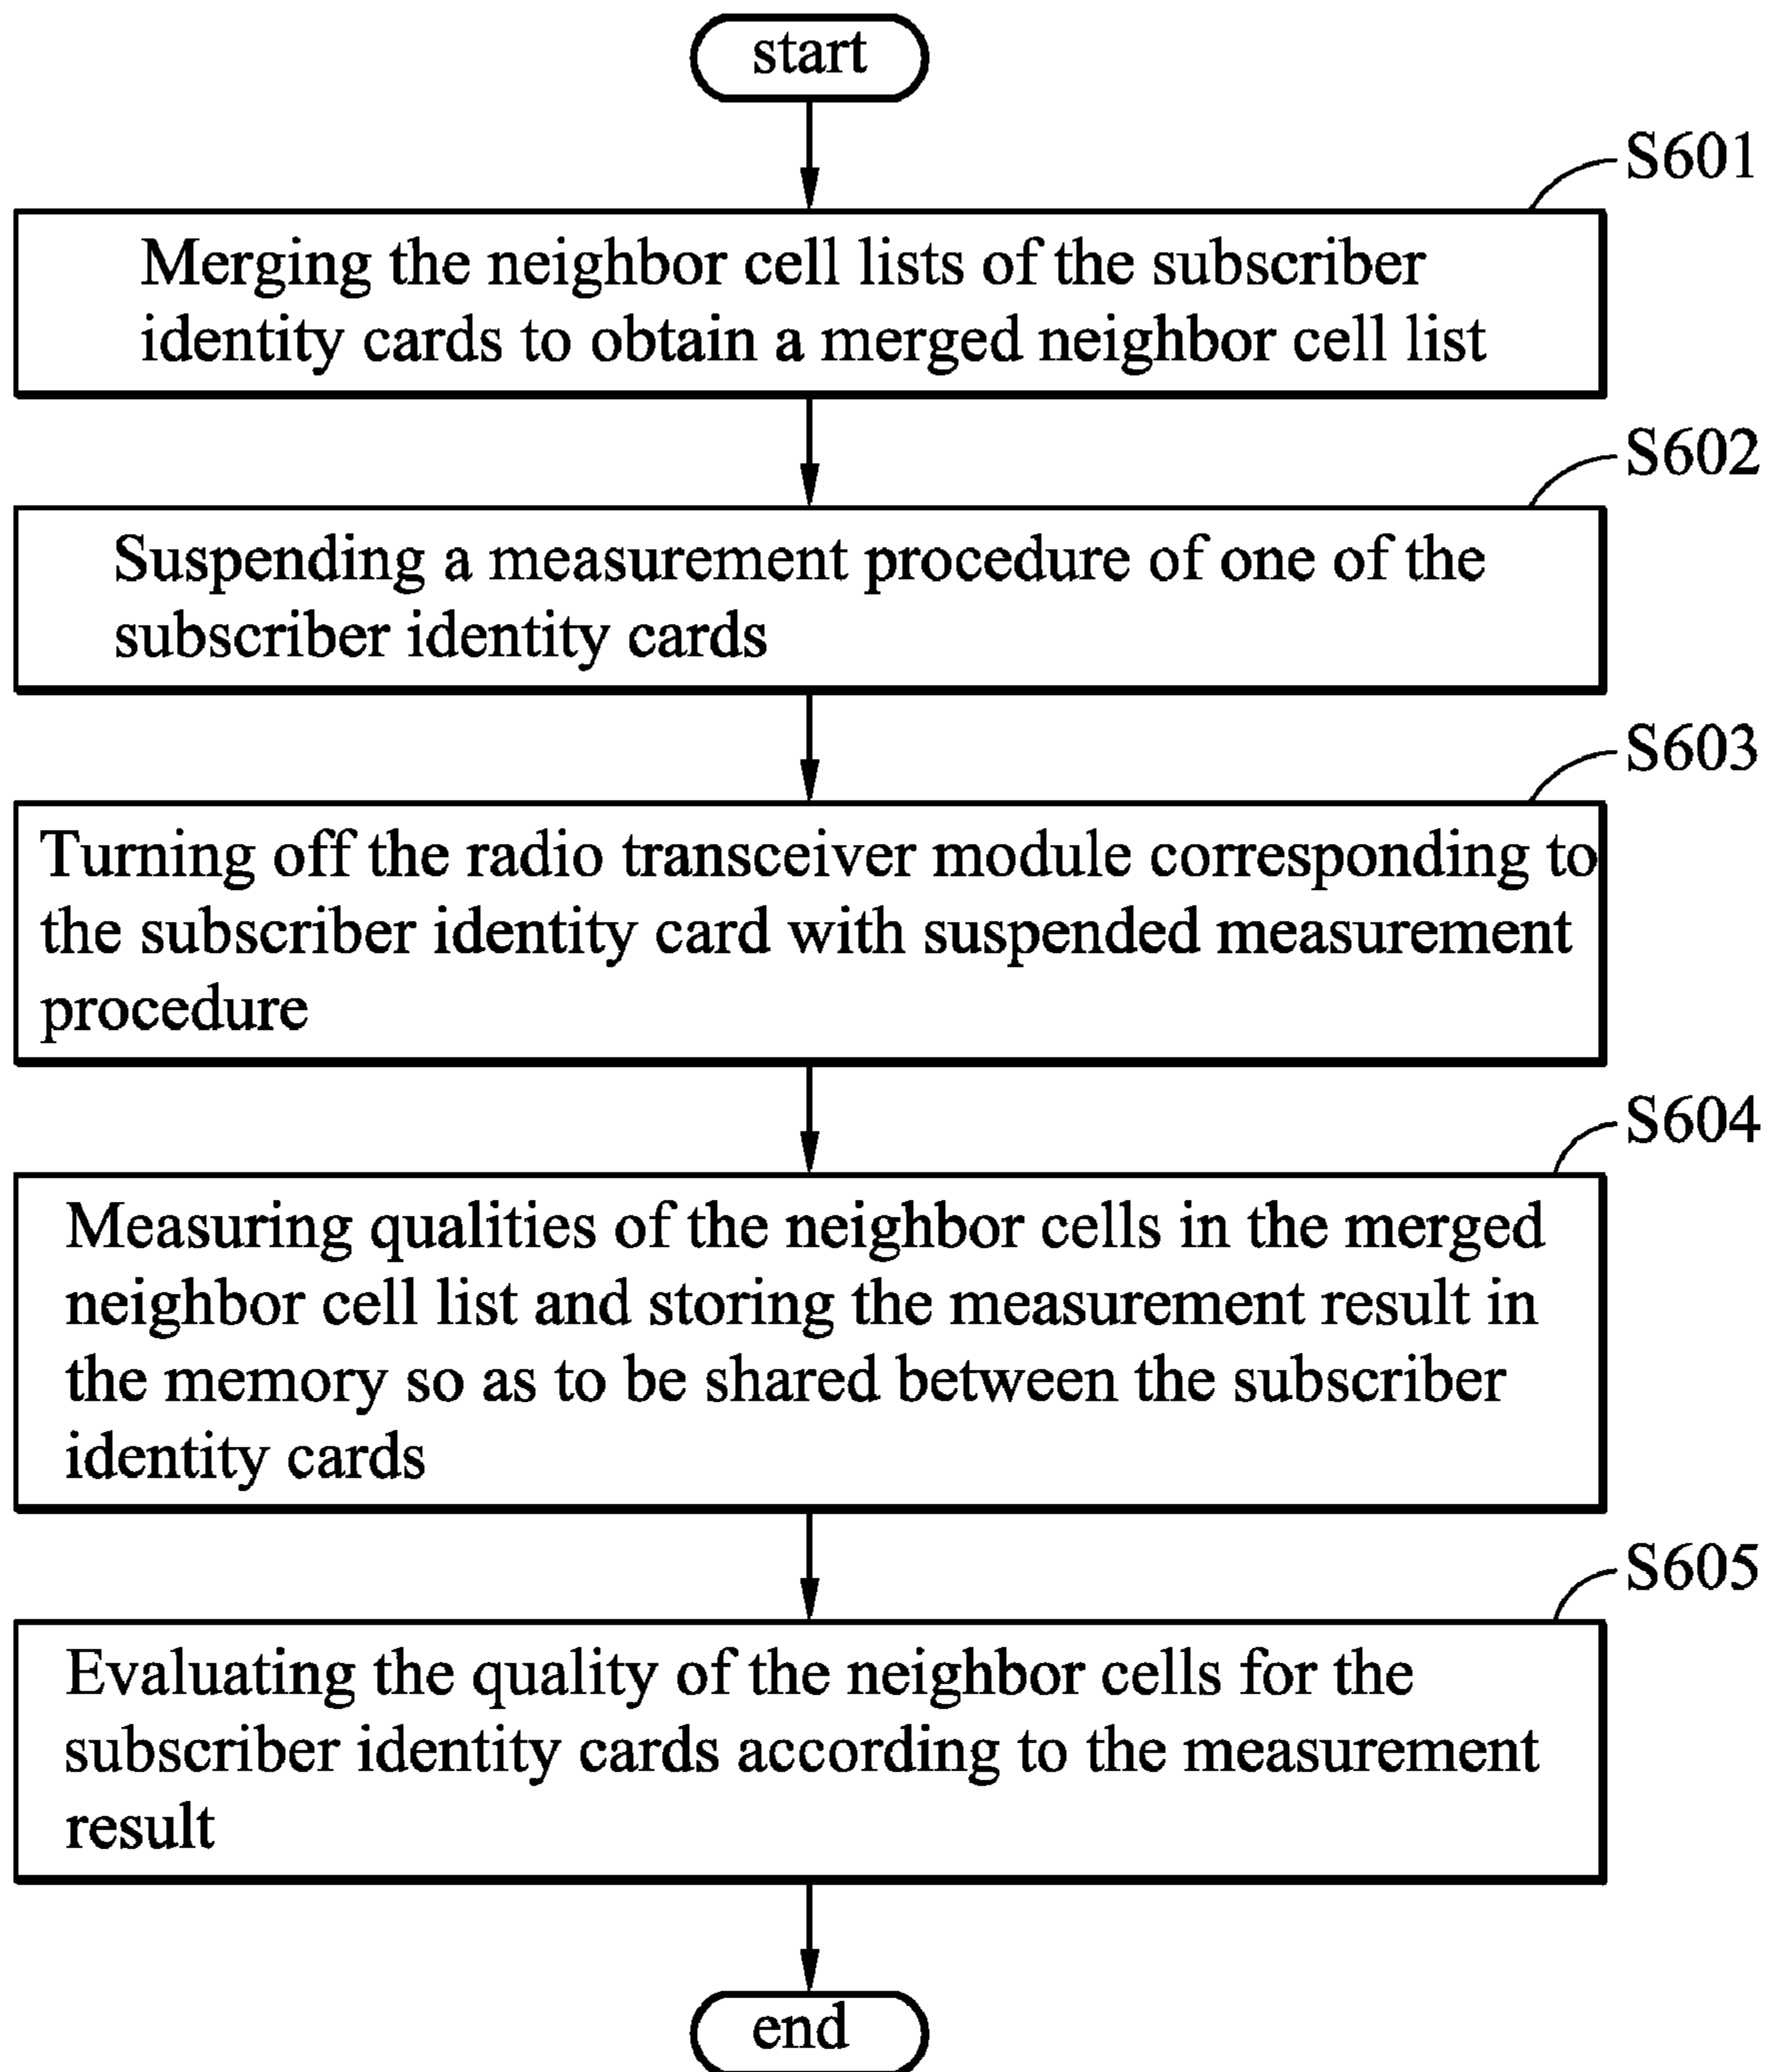 start
S601
Merging the neighbor cell lists of the subscriber
identity cards to obtain a merged neighbor cell list
S602
Suspending a measurement procedure of one of the
subscriber identity cards
S603
Turning off the radio transceiver module corresponding to
the subscriber identity card with suspended measurement
procedure
S604
Measuring qualities of the neighbor cells in the merged
neighbor cell list and storing the measurement result in
the memory so as to be shared between the subscriber
identity cards
S605
Evaluating the quality of the neighbor cells for the
subscriber identity cards according to the measurement
result
end